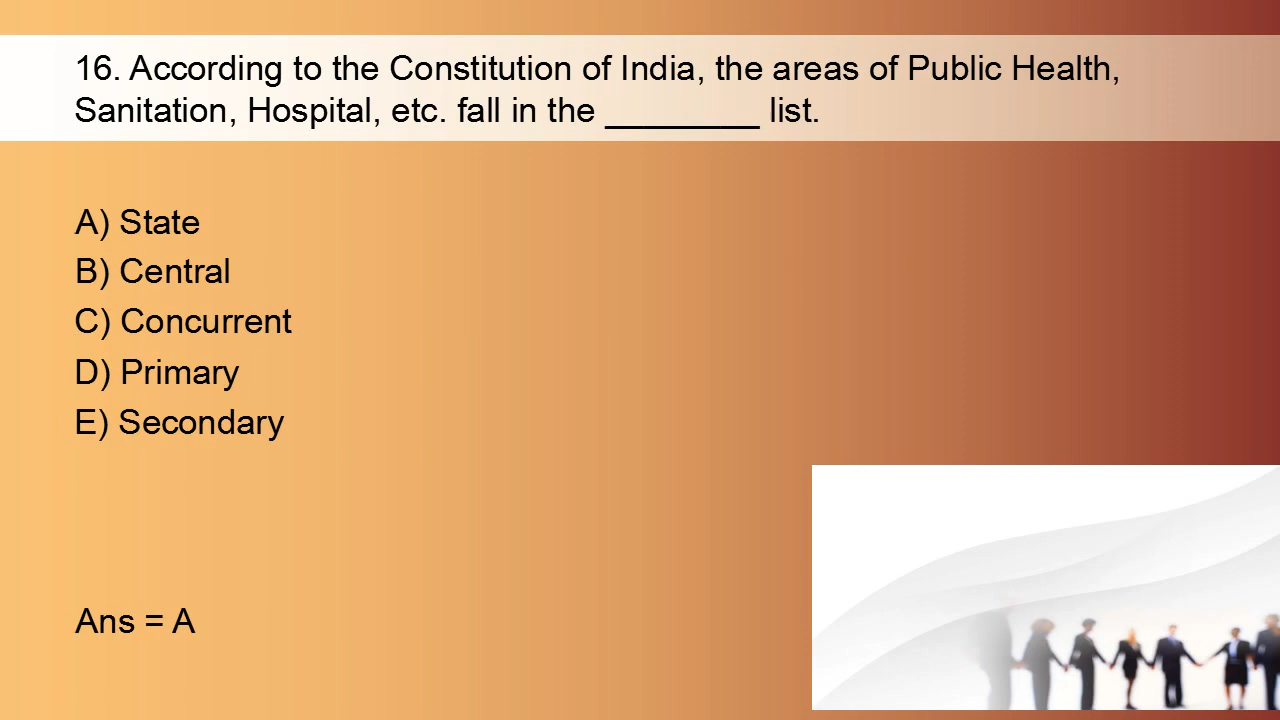 16. According to the Constitution of India, the areas of Public Health,
Sanitation, Hospital, etc. fall in the ________ list.
A) State
B) Central
C) Concurrent
D) Primary
E) Secondary
Ans = A